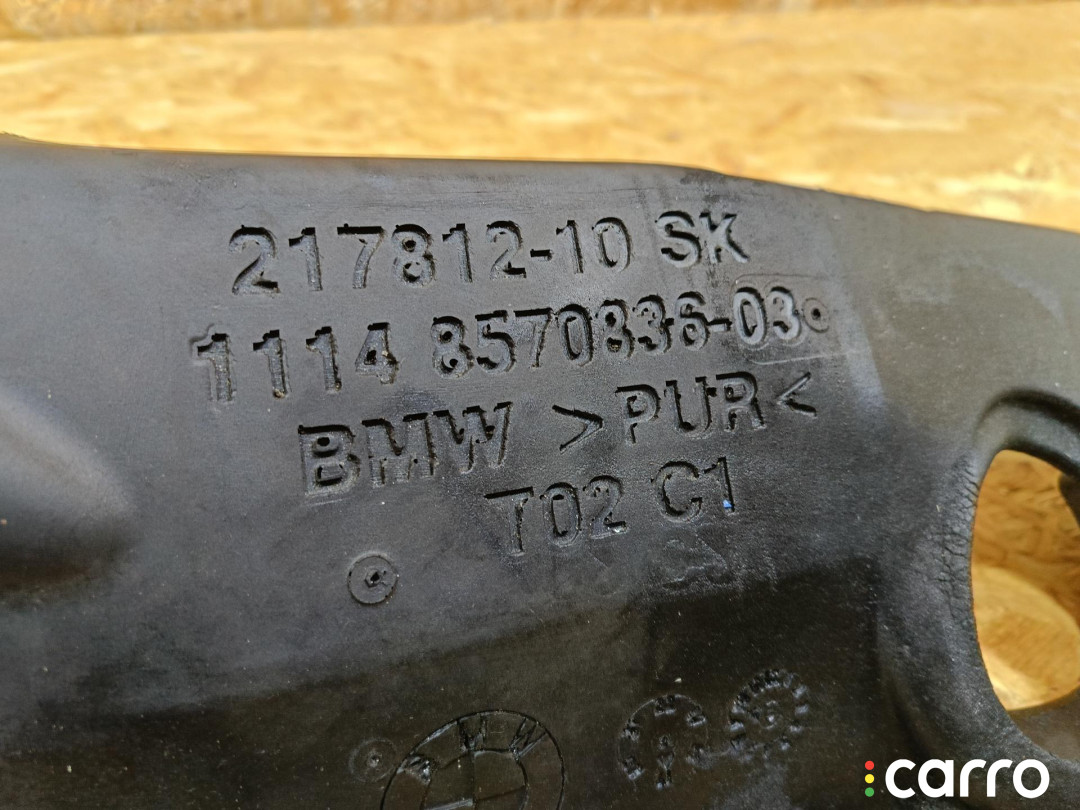 217812-10 SK
1114 8570836-03
BMW >PUR<
T02 C1
carro